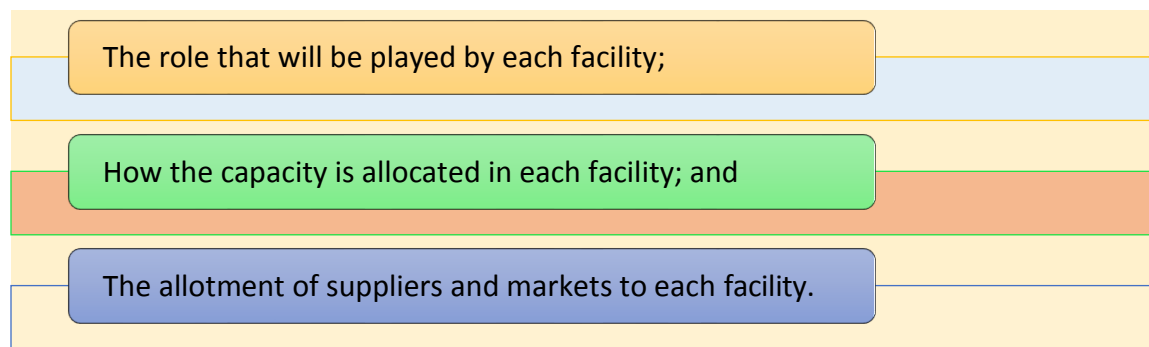 The role that will be played by each facility;
How the capacity is allocated in each facility; and
The allotment of suppliers and markets to each facility.